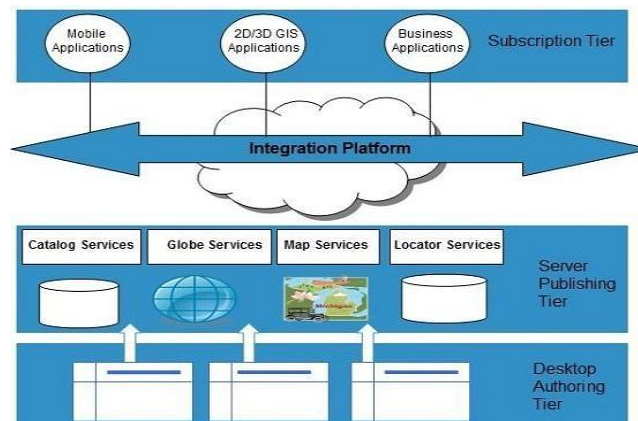 Mobile
Applications
2D/3D GIS
Applications
Business
Applications
Subscription Tier
Integration Platform
Catalog Services
Globe Services
Map Services
Locator Services
Server
Publishing
Tier
Michigan
Desktop
Authoring
Tier